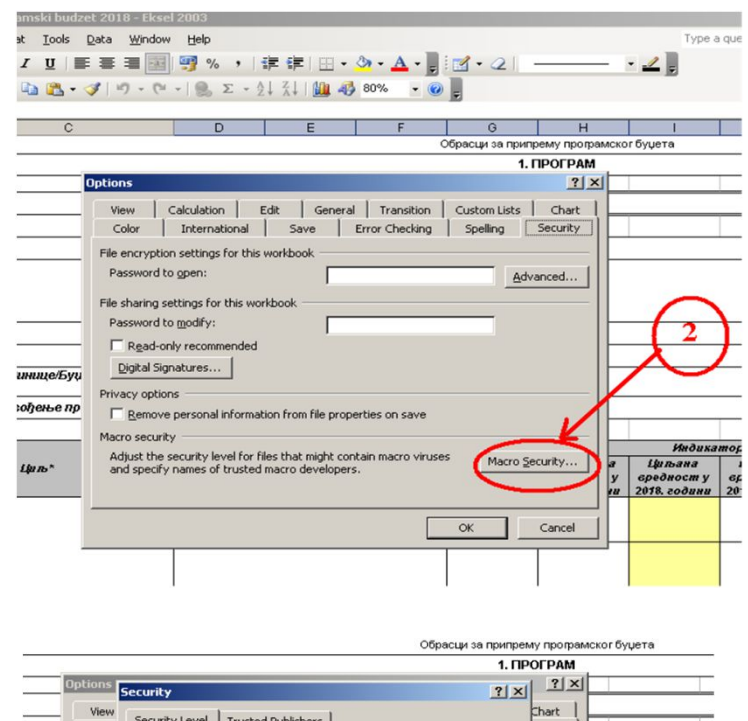 amski budzet 2018 - Eksel 2003
at Tools Data Window Help
Type a que
I U % ,
Σ 80%
C D E F G H I
Обрасци за припрему програмског буџета
1. ПРОГРАМ
Options
View Calculation Edit General Transition Custom Lists Chart
Color International Save Error Checking Spelling Security
File encryption settings for this workbook
Password to open:
Advanced...
File sharing settings for this workbook
Password to modify:
Read-only recommended
Digital Signatures...
Privacy options
Remove personal information from file properties on save
Macro security
Adjust the security level for files that might contain macro viruses
and specify names of trusted macro developers.
Macro Security...
OK Cancel
2
Циљ*
Циљана
вредност у
2018. години
Обрасци за припрему програмског буџета
1. ПРОГРАМ
Options
Security
View
Chart
Security Level Trusted Publishers